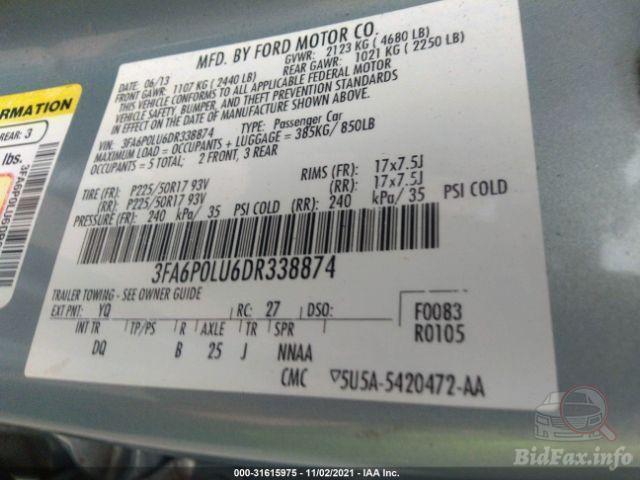 MFD. BY FORD MOTOR CO.
DATE: 06/13
GVWR: 2123 KG ( 4680 LB)
FRONT GAWR: 1107 KG ( 2440 LB)
REAR GAWR: 1021 KG ( 2250 LB)
THIS VEHICLE CONFORMS TO ALL APPLICABLE FEDERAL MOTOR
VEHICLE SAFETY, BUMPER, AND THEFT PREVENTION STANDARDS
IN EFFECT ON THE DATE OF MANUFACTURE SHOWN ABOVE.
VIN: 3FA6P0LU6DR338874 TYPE: Passenger Car
MAXIMUM LOAD = OCCUPANTS + LUGGAGE = 385KG/ 850LB
OCCUPANTS = 5 TOTAL: 2 FRONT, 3 REAR
TIRE (FR): P225/50R17 93V RIMS (FR): 17x7.5J
(RR): P225/50R17 93V (RR): 17x7.5J
PRESSURE (FR): 240 kPa/ 35 PSI COLD (RR): 240 kPa/ 35 PSI COLD
3FA6P0LU6DR338874
TRAILER TOWING - SEE OWNER GUIDE
EXT PNT: YQ RC: 27 DSO:
INT TR TP/PS R AXLE TR SPR
DQ B 25 J NNAA
F0083
R0105
CMC ▽5U5A-5420472-AA
ORMATION
REAR: 3
lbs.
000-31615975 - 11/02/2021 - IAA Inc.
BidFax.info